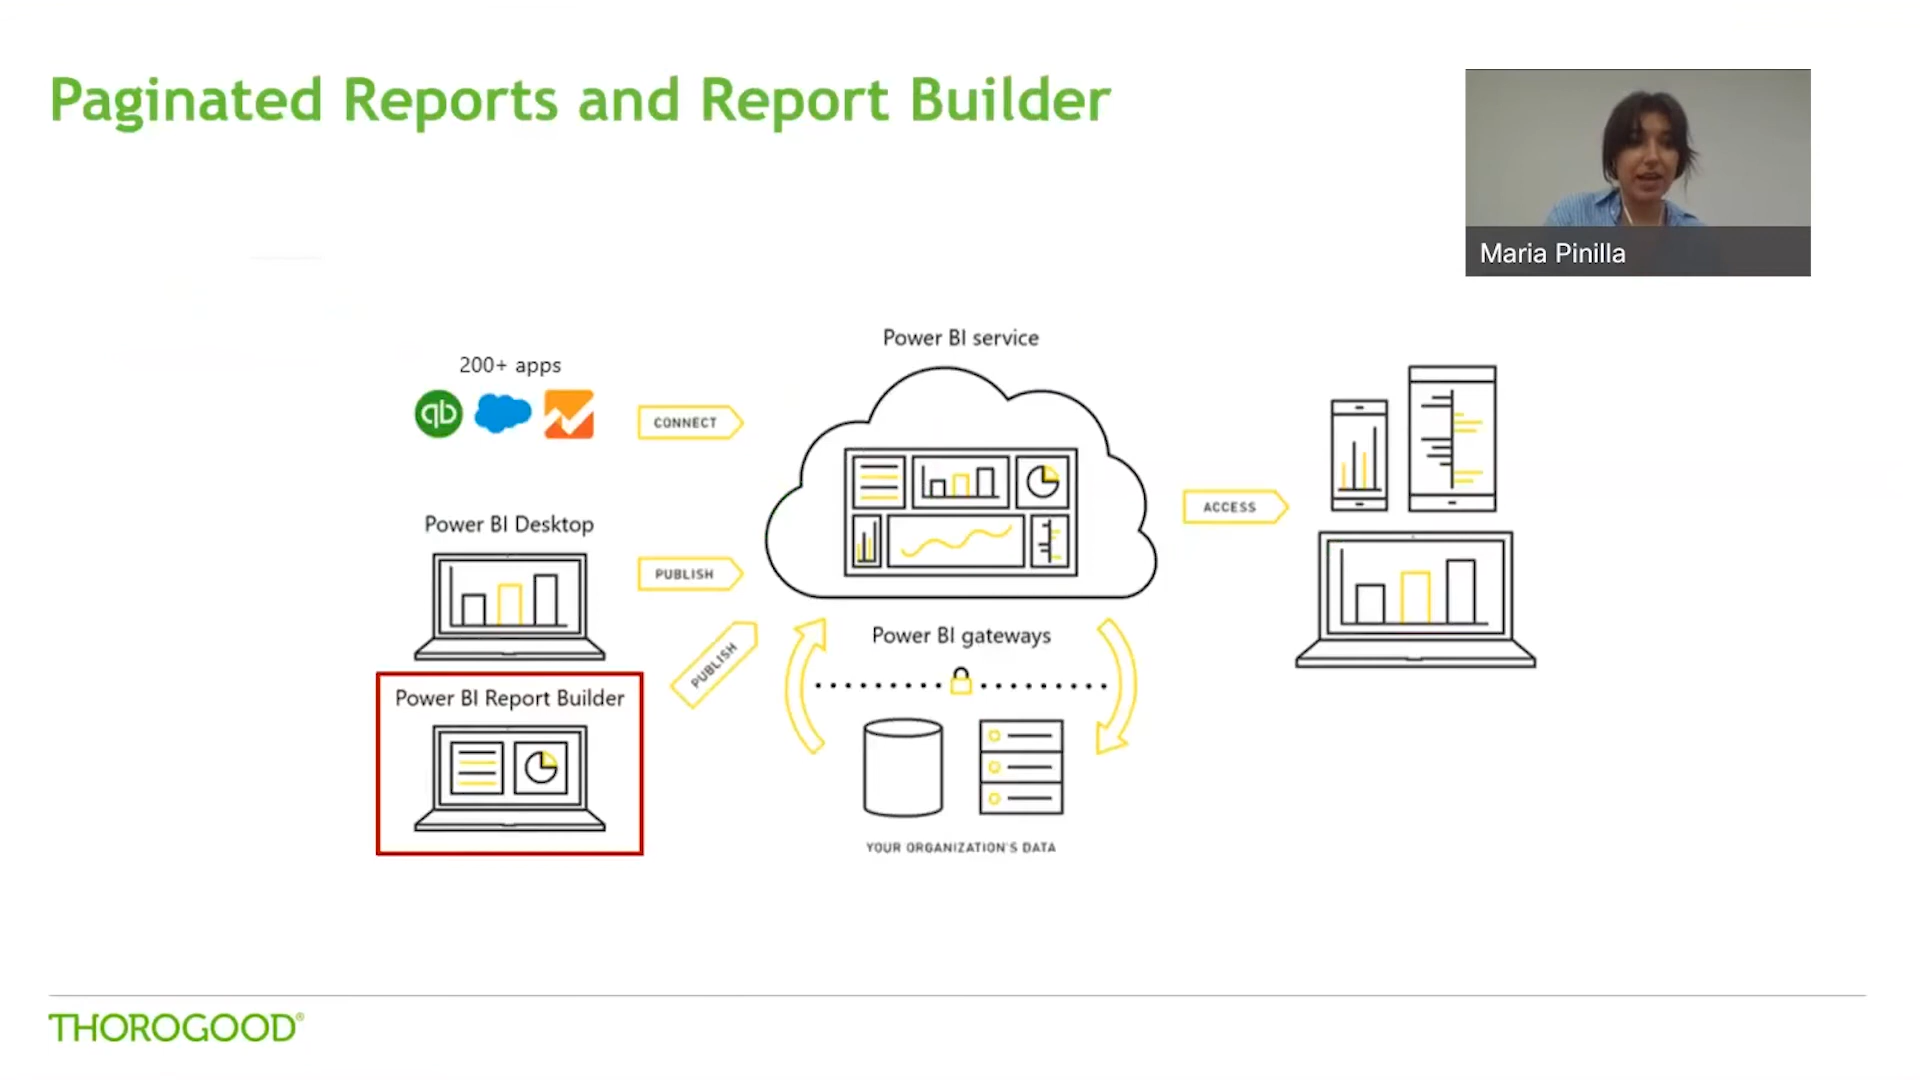 Paginated Reports and Report Builder
Maria Pinilla
200+ apps
qb
CONNECT
Power BI service
ACCESS
Power BI Desktop
PUBLISH
Power BI Report Builder
PUBLISH
Power BI gateways
YOUR ORGANIZATION'S DATA
THOROGOOD®